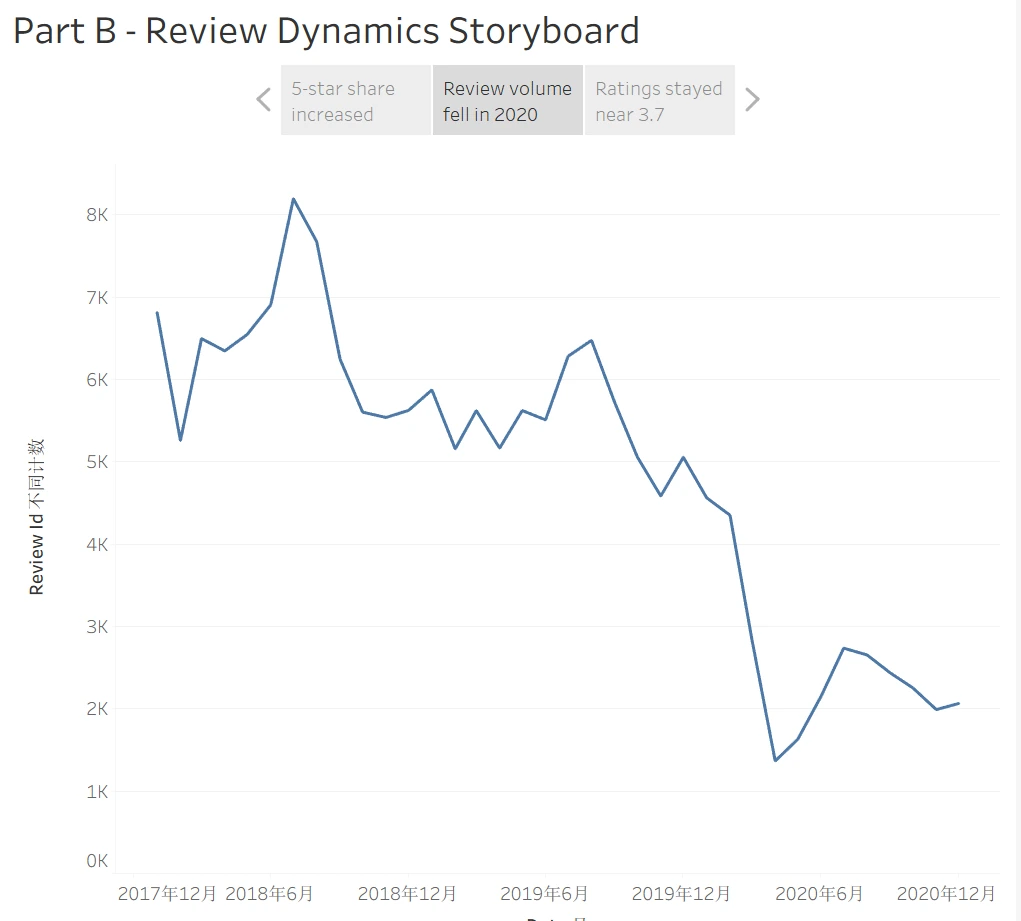 Part B - Review Dynamics Storyboard
5-star share
increased
Review volume
fell in 2020
Ratings stayed
near 3.7
8K
7K
6K
5K
4K
3K
2K
1K
0K
Review Id 不同计数
2017年12月 2018年6月 2018年12月 2019年6月 2019年12月 2020年6月 2020年12月